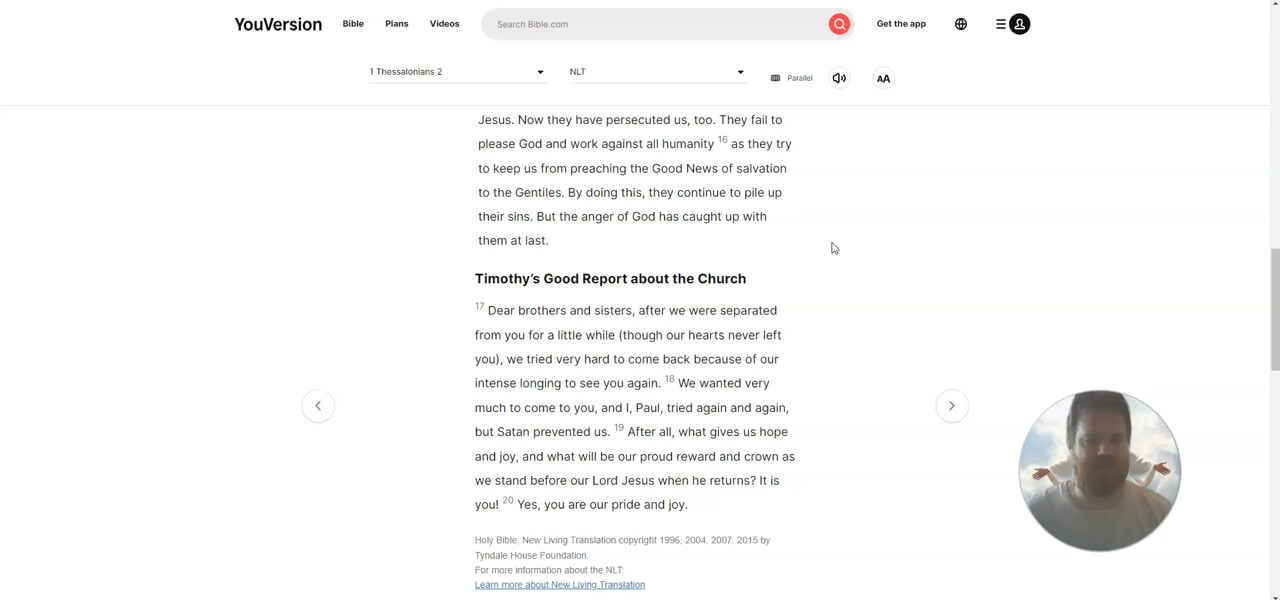 YouVersion Bible Plans Videos Search Bible.com Get the app
1 Thessalonians 2 NLT Parallel AA
Jesus. Now they have persecuted us, too. They fail to
please God and work against all humanity 16 as they try
to keep us from preaching the Good News of salvation
to the Gentiles. By doing this, they continue to pile up
their sins. But the anger of God has caught up with
them at last.
Timothy’s Good Report about the Church
17 Dear brothers and sisters, after we were separated
from you for a little while (though our hearts never left
you), we tried very hard to come back because of our
intense longing to see you again. 18 We wanted very
much to come to you, and I, Paul, tried again and again,
but Satan prevented us. 19 After all, what gives us hope
and joy, and what will be our proud reward and crown as
we stand before our Lord Jesus when he returns? It is
you! 20 Yes, you are our pride and joy.
Holy Bible, New Living Translation copyright 1996, 2004, 2007, 2015 by
Tyndale House Foundation.
For more information about the NLT:
Learn more about New Living Translation